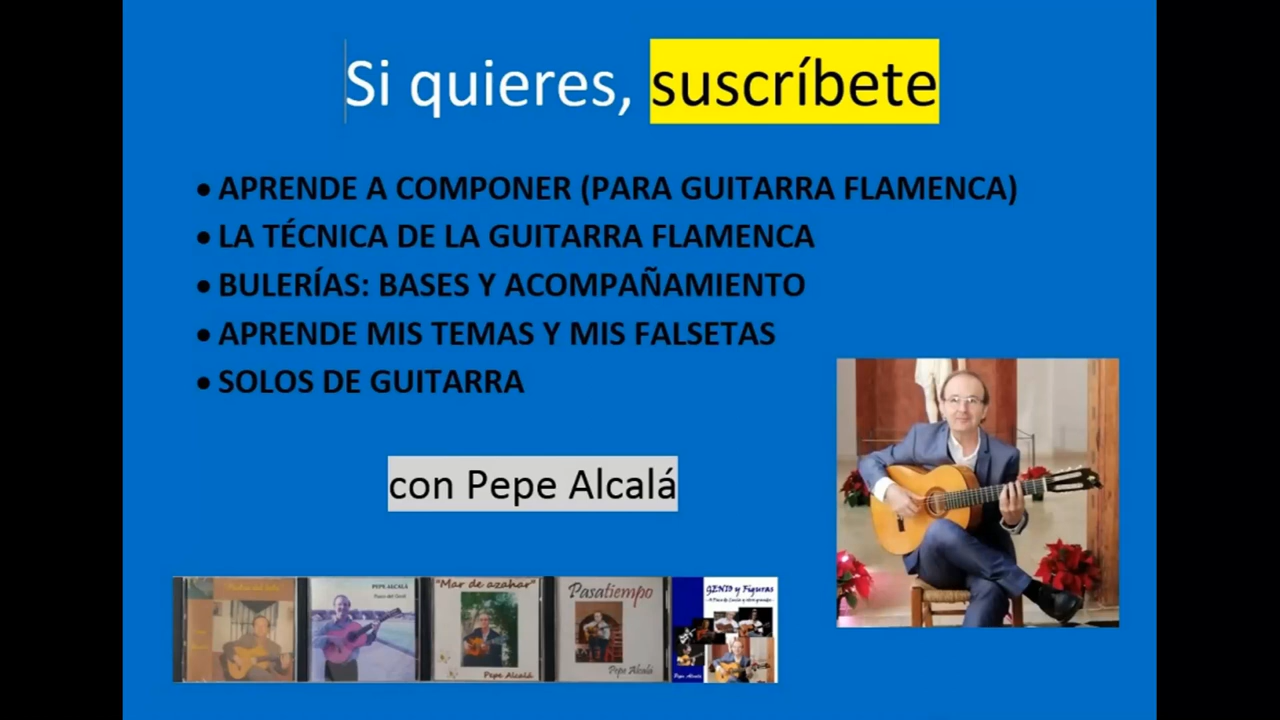 Si quieres, suscríbete
• APRENDE A COMPONER (PARA GUITARRA FLAMENCA)
• LA TÉCNICA DE LA GUITARRA FLAMENCA
• BULERÍAS: BASES Y ACOMPAÑAMIENTO
• APRENDE MIS TEMAS Y MIS FALSETAS
• SOLOS DE GUITARRA
con Pepe Alcalá
PEPE ALCALÁ
"Mar de azahar"
Pepe Alcalá
Pasatiempo
Pepe Alcalá
GENIO y Figuras
Pepe Alcalá